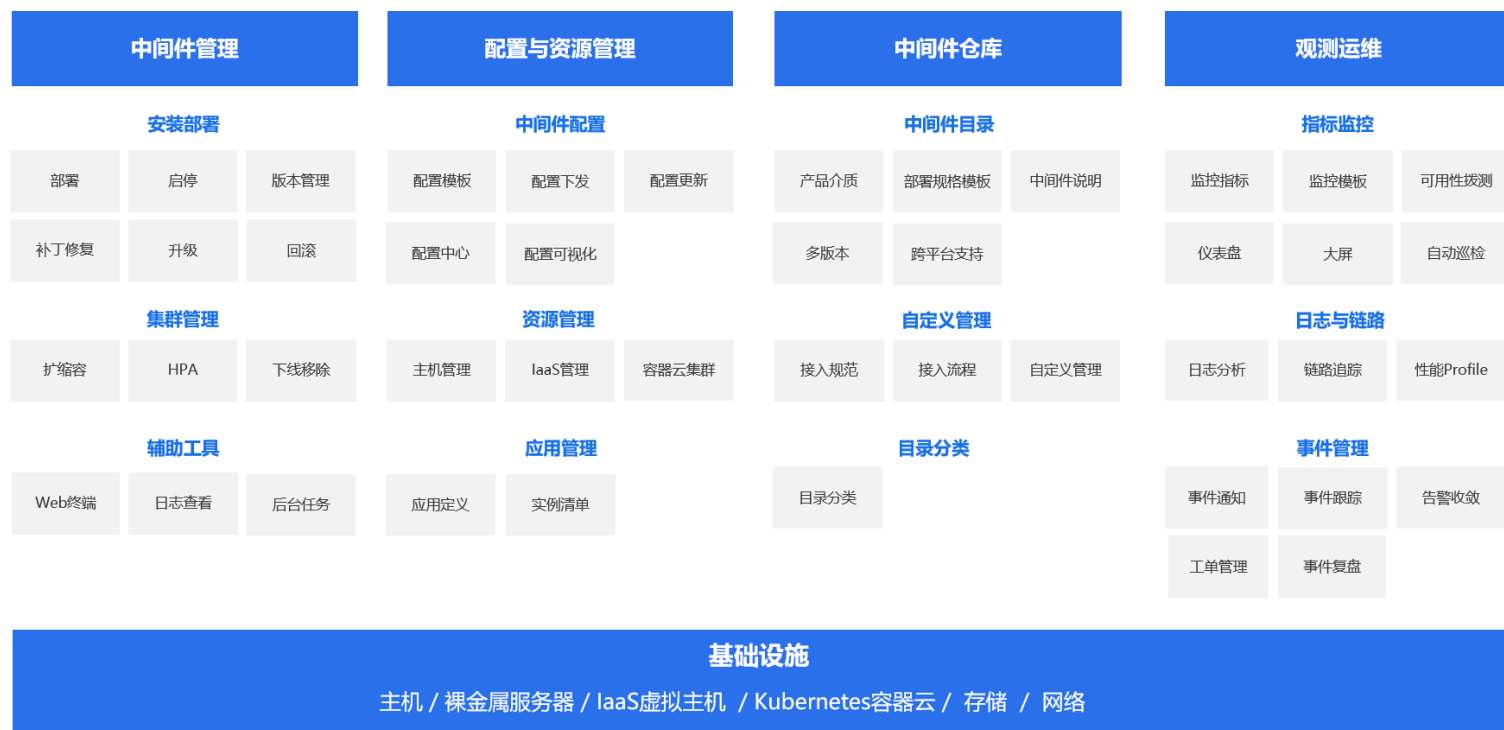 中间件管理
配置与资源管理
中间件仓库
观测运维
安装部署
中间件配置
中间件目录
指标监控
部署
启停
版本管理
配置模板
配置下发
配置更新
产品介质
部署规格模板
中间件说明
监控指标
监控模板
可用性拨测
补丁修复
升级
回滚
配置中心
配置可视化
多版本
跨平台支持
仪表盘
大屏
自动巡检
集群管理
资源管理
自定义管理
日志与链路
扩缩容
HPA
下线移除
主机管理
IaaS管理
容器云集群
接入规范
接入流程
自定义管理
日志分析
链路追踪
性能Profile
辅助工具
应用管理
目录分类
事件管理
Web终端
日志查看
后台任务
应用定义
实例清单
目录分类
事件通知
事件跟踪
告警收敛
工单管理
事件复盘
基础设施
主机 / 裸金属服务器 / IaaS虚拟主机 / Kubernetes容器云 / 存储 / 网络